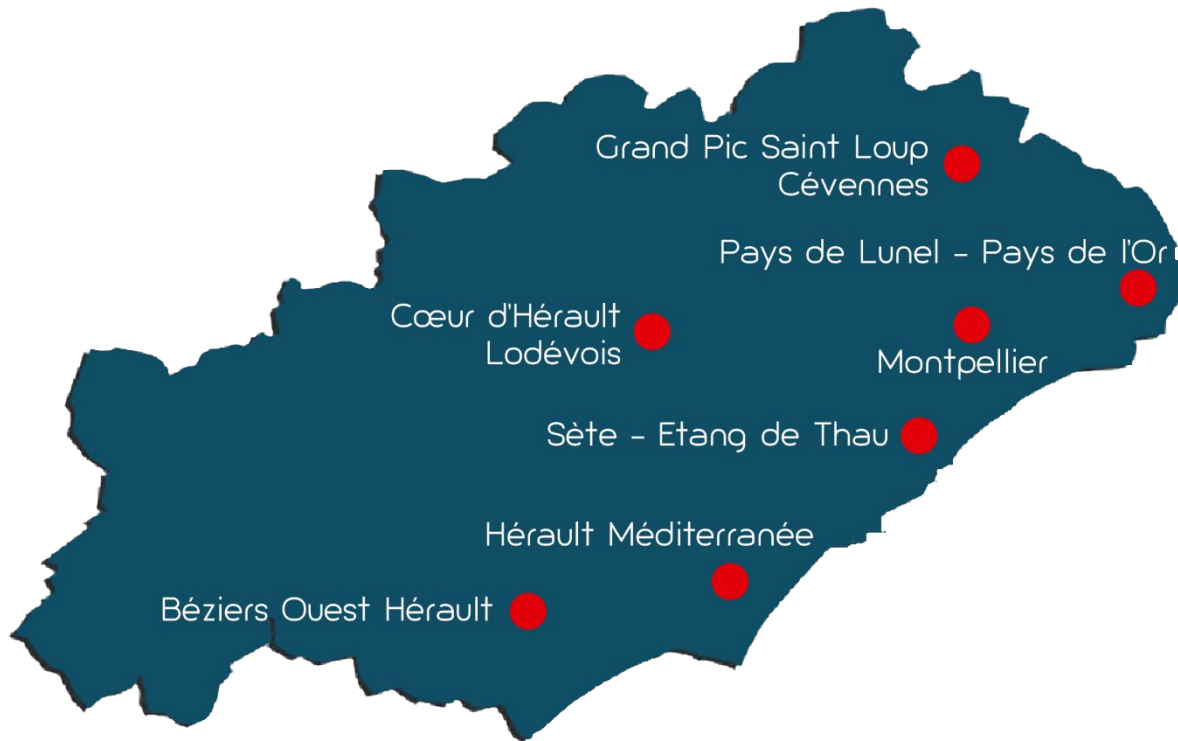 Grand Pic Saint Loup
Cévennes
Pays de Lunel - Pays de l'Or
Cœur d'Hérault
Lodévois
Montpellier
Sète - Etang de Thau
Hérault Méditerranée
Béziers Ouest Hérault